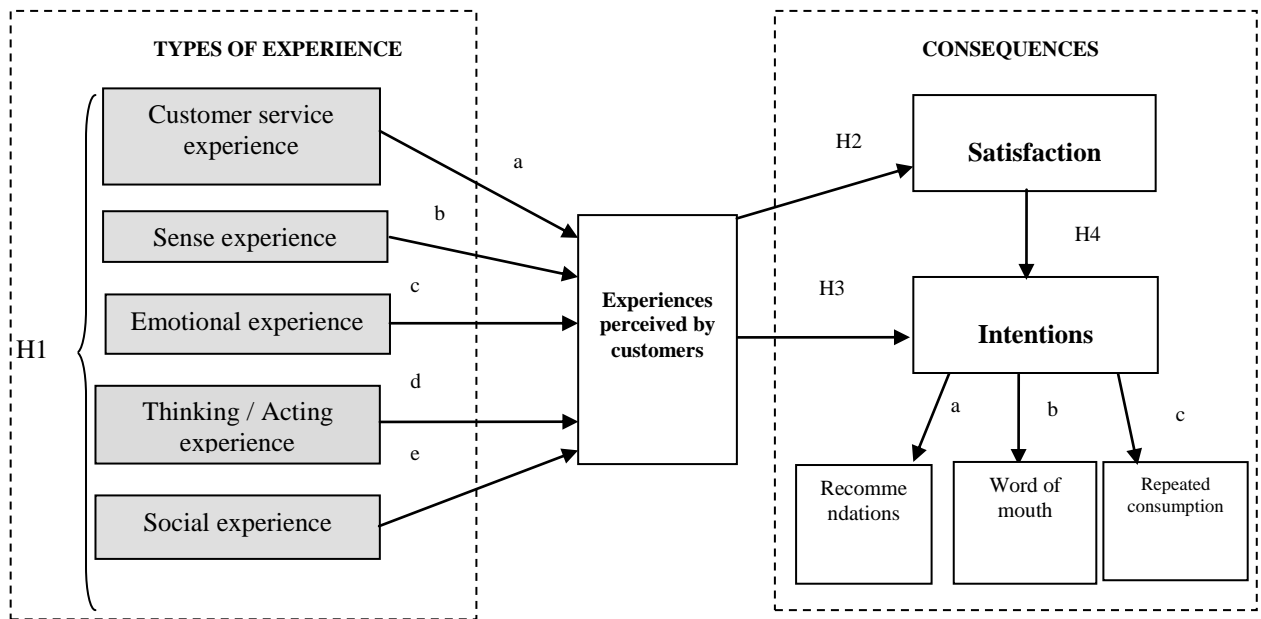 TYPES OF EXPERIENCE
H1
Customer service
experience
a
Sense experience
b
Emotional experience
c
Thinking / Acting
experience
d
Social experience
e
Experiences
perceived by
customers
CONSEQUENCES
H2
Satisfaction
H4
H3
Intentions
a
b
c
Recomme
ndations
Word of
mouth
Repeated
consumption